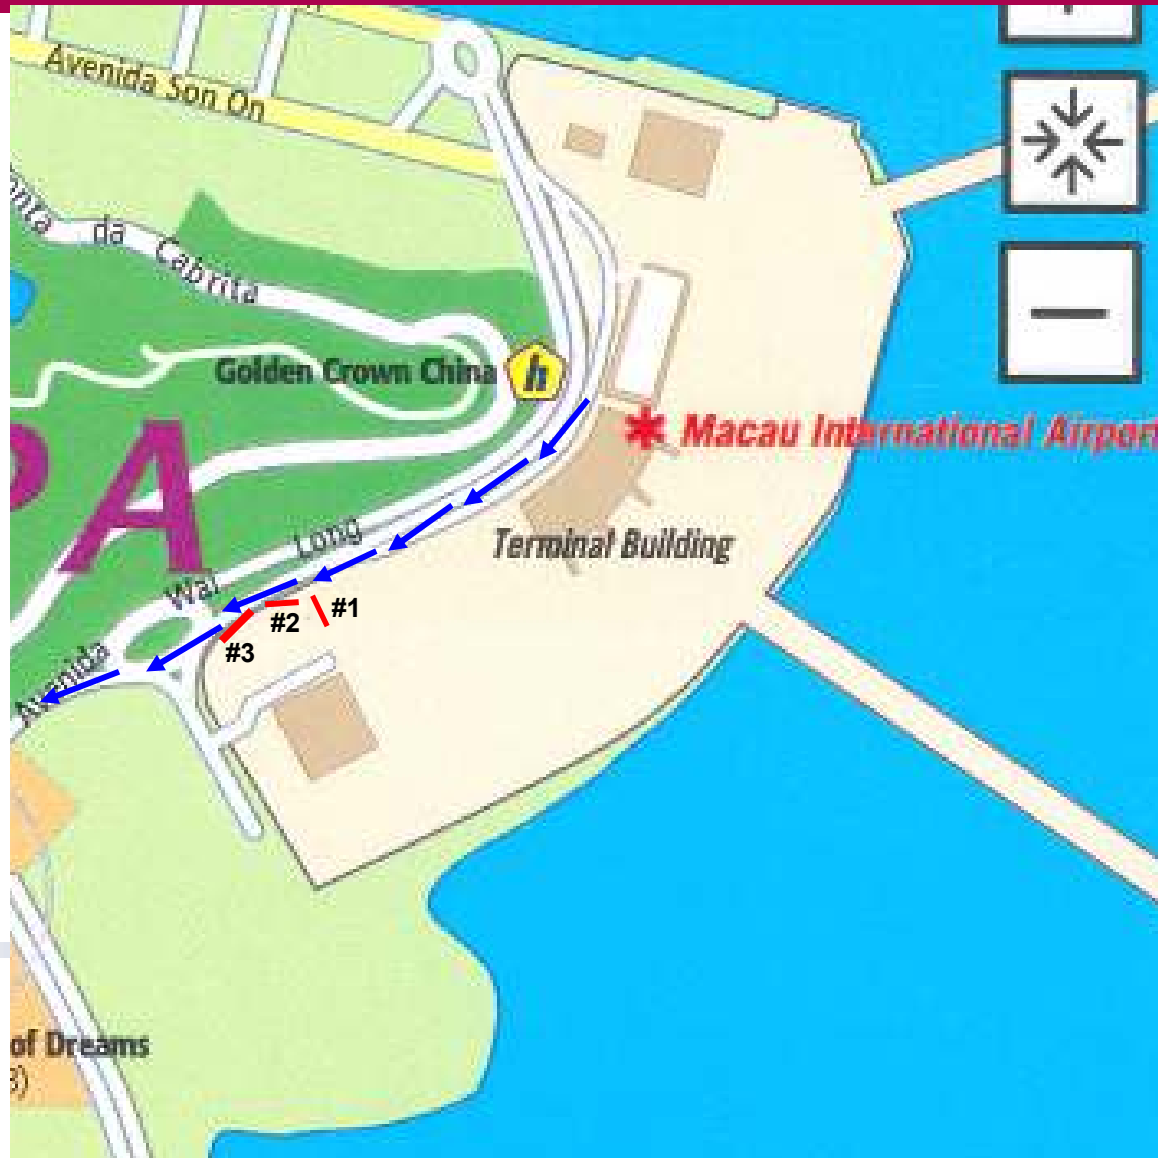 Avenida Son On
da
Cabrita
Golden Crown China
h
Macau International Airport
PA
Long
Terminal Building
Wai
#1
#2
#3
Avenida
of Dreams